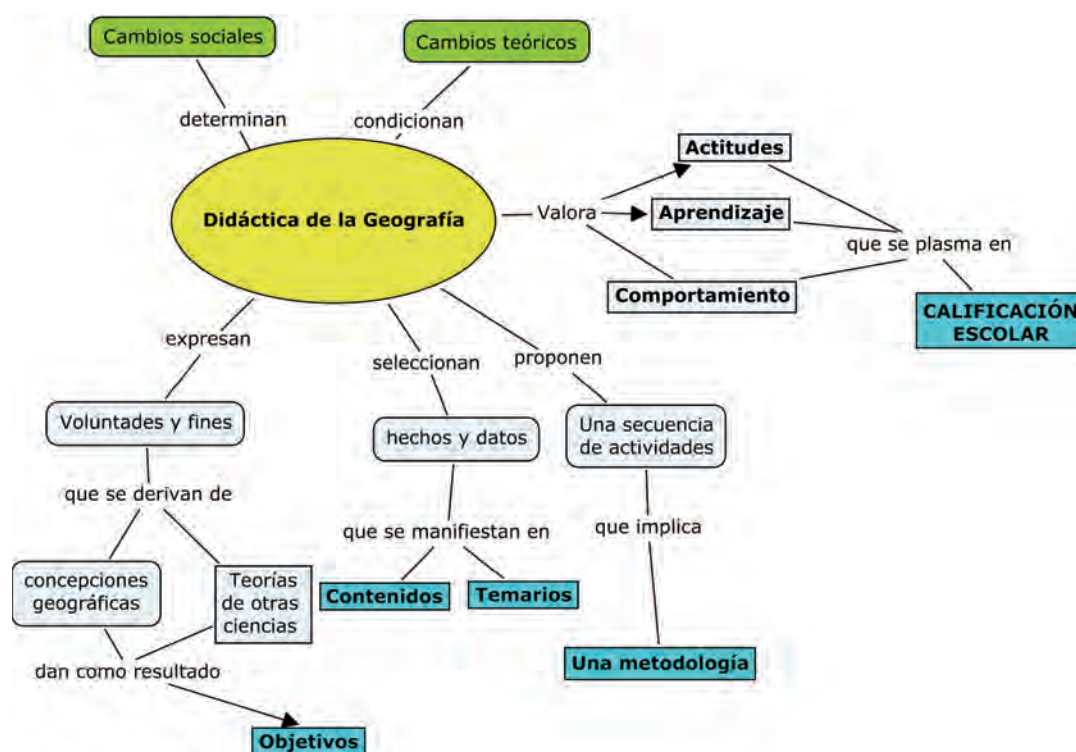 Cambios sociales
Cambios teóricos
determinan
condicionan
Didáctica de la Geografía
Valora
Actitudes
Aprendizaje
Comportamiento
que se plasma en
CALIFICACIÓN
ESCOLAR
expresan
seleccionan
proponen
Voluntades y fines
hechos y datos
Una secuencia
de actividades
que se derivan de
que se manifiestan en
que implica
concepciones
geográficas
Teorías
de otras
ciencias
Contenidos
Temarios
dan como resultado
Una metodología
Objetivos